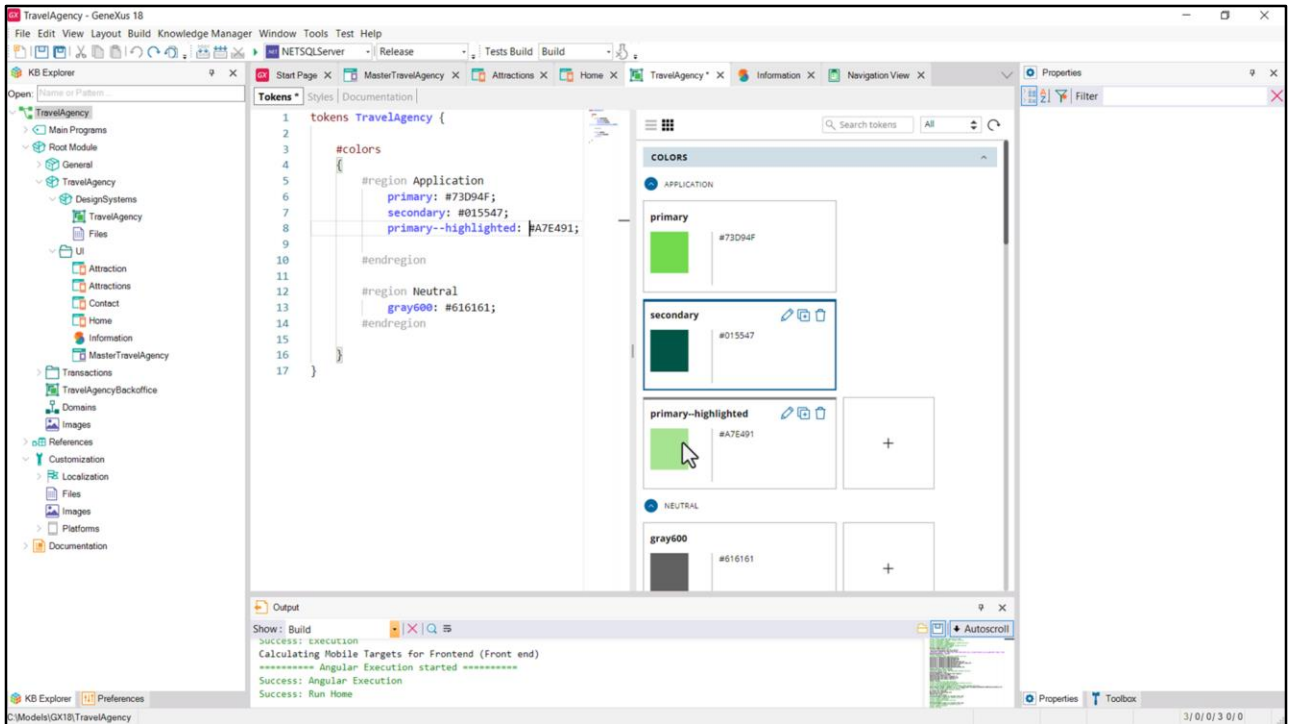 TravelAgency - GeneXus 18
File Edit View Layout Build Knowledge Manager Window Tools Test Help
NETSQLServer Release Tests Build Build
KB Explorer
Open: Name or Pattern...
TravelAgency
Main Programs
Root Module
General
TravelAgency
DesignSystems
TravelAgency
Files
UI
Attraction
Attractions
Contact
Home
Information
MasterTravelAgency
Transactions
TravelAgencyBackoffice
Domains
Images
References
Customization
Localization
Files
Images
Platforms
Documentation
KB Explorer Preferences
Start Page MasterTravelAgency Attractions Home TravelAgency * Information Navigation View
Tokens * Styles Documentation
1 tokens TravelAgency {
2
3 #colors
4 {
5 #region Application
6 primary: #73D94F;
7 secondary: #015547;
8 primary--highlighted: #A7E491;
9
10 #endregion
11
12 #region Neutral
13 gray600: #616161;
14 #endregion
15
16 }
17 }
Search tokens All
COLORS
APPLICATION
primary
#73D94F
secondary
#015547
primary--highlighted
#A7E491
+
NEUTRAL
gray600
#616161
+
Output
Show: Build
Autoscroll
Success: Execution
Calculating Mobile Targets for Frontend (Front end)
========== Angular Execution started ==========
Success: Angular Execution
Success: Run Home
Properties
Filter
Properties Toolbox
C:\Models\GX18\TravelAgency
3/0/0/3 0/0